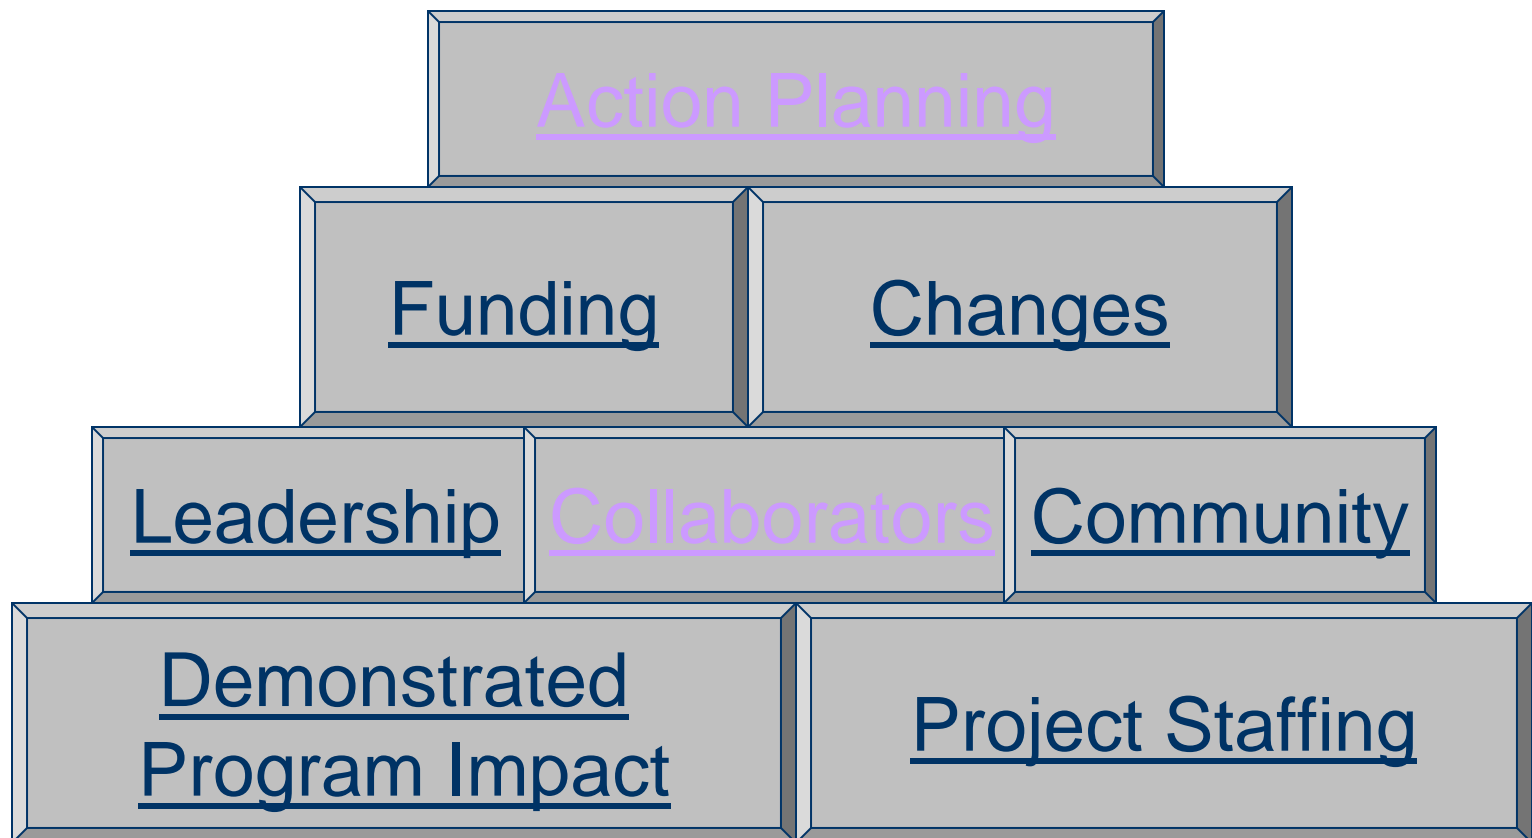 Action Planning
Funding Changes
Leadership Collaborators Community
Demonstrated
Program Impact
Project Staffing